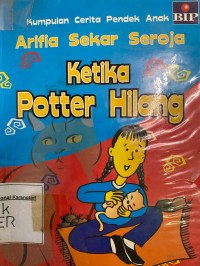 Kumpulan Cerita Pendek Anak
BIP
Arifia Sekar Seroja
Ketika
Potter Hilang
k
ER